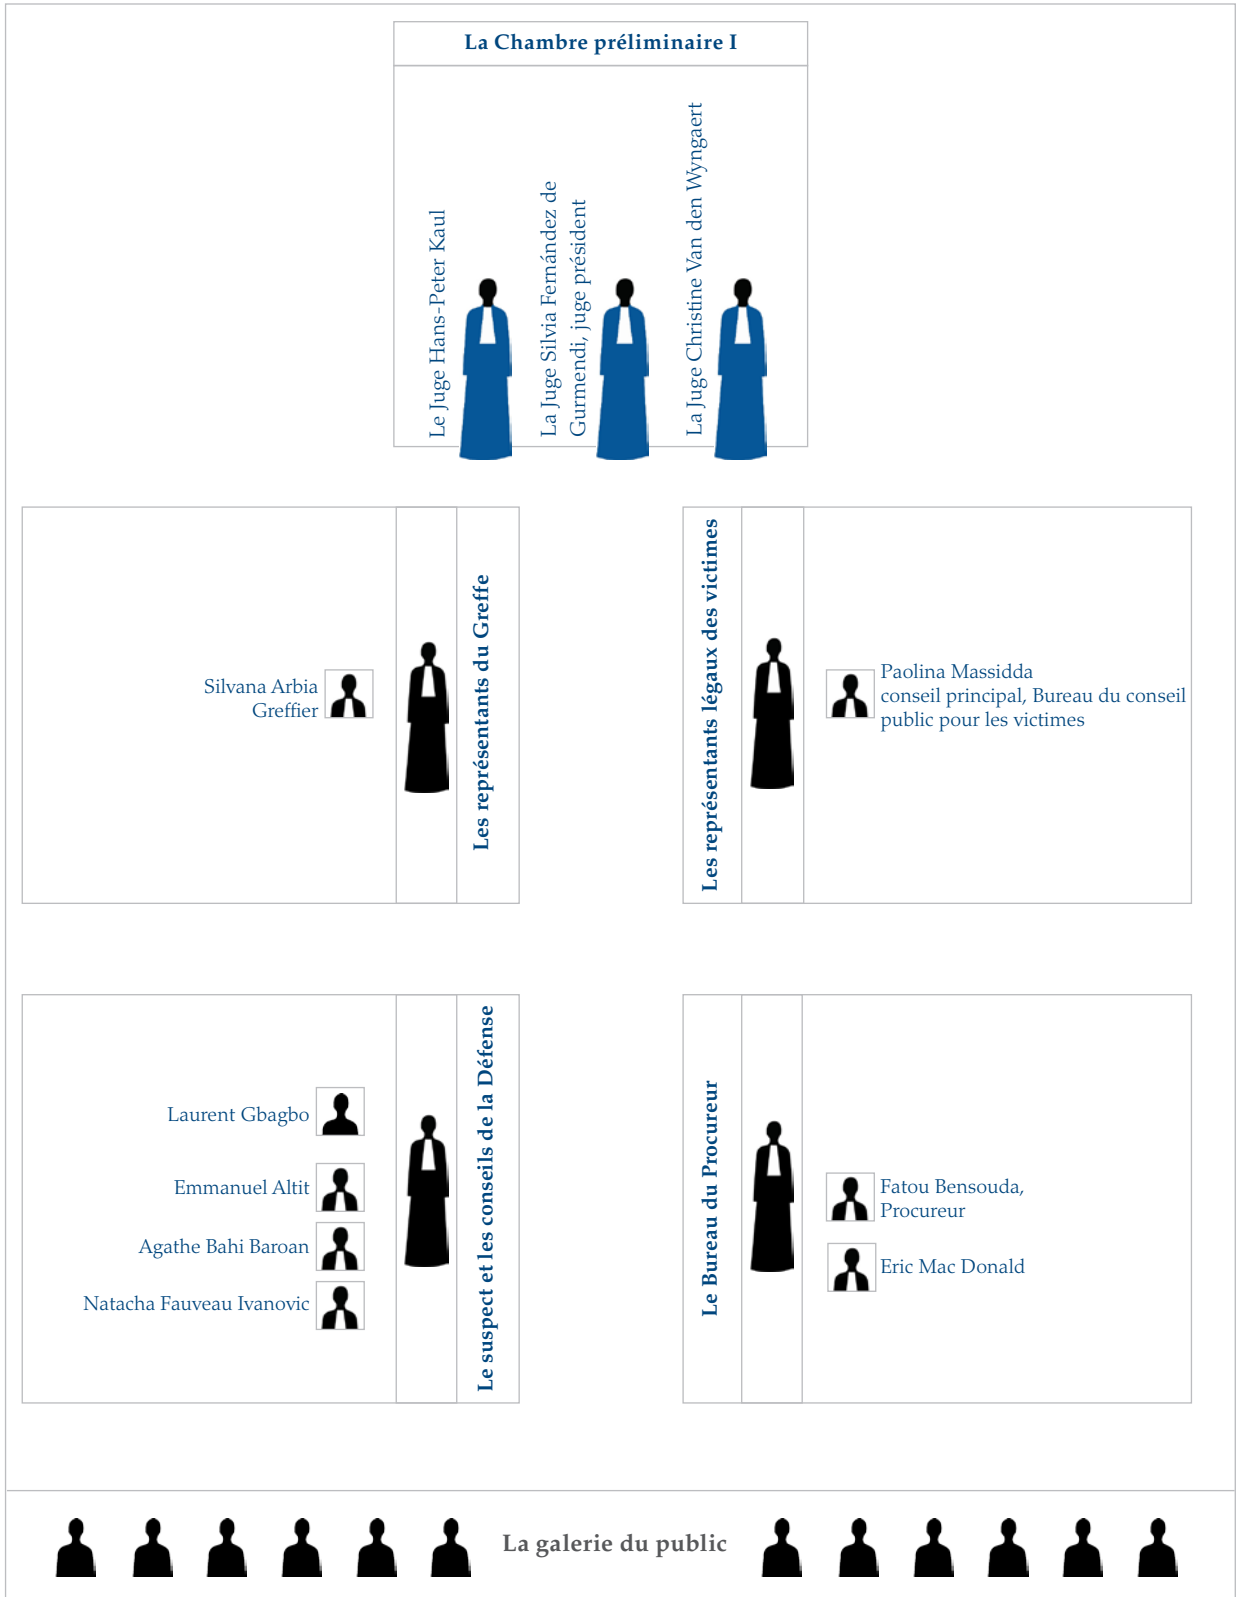 La Chambre préliminaire I
Le Juge Hans-Peter Kaul
La Juge Silvia Fernández de
Gurmendi, juge président
La Juge Christine Van den Wyngaert
Silvana Arbia
Greffier
Les représentants du Greffe
Les représentants légaux des victimes
Paolina Massidda
conseil principal, Bureau du conseil
public pour les victimes
Laurent Gbagbo
Emmanuel Altit
Agathe Bahi Baroan
Natacha Fauveau Ivanovic
Le suspect et les conseils de la Défense
Le Bureau du Procureur
Fatou Bensouda,
Procureur
Eric Mac Donald
La galerie du public